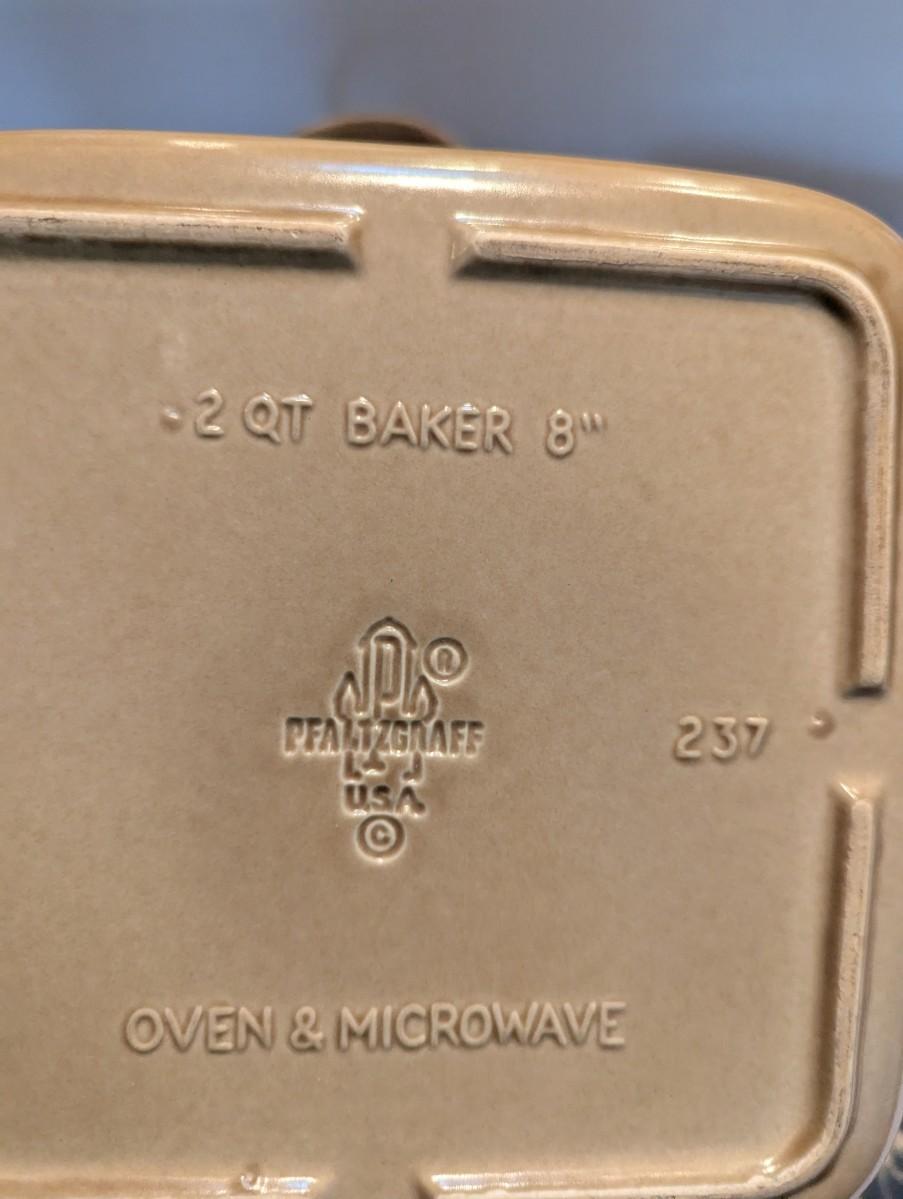 2 QT BAKER 8"
P ®
PFALTZGRAFF
U.S.A.
©
237
OVEN & MICROWAVE